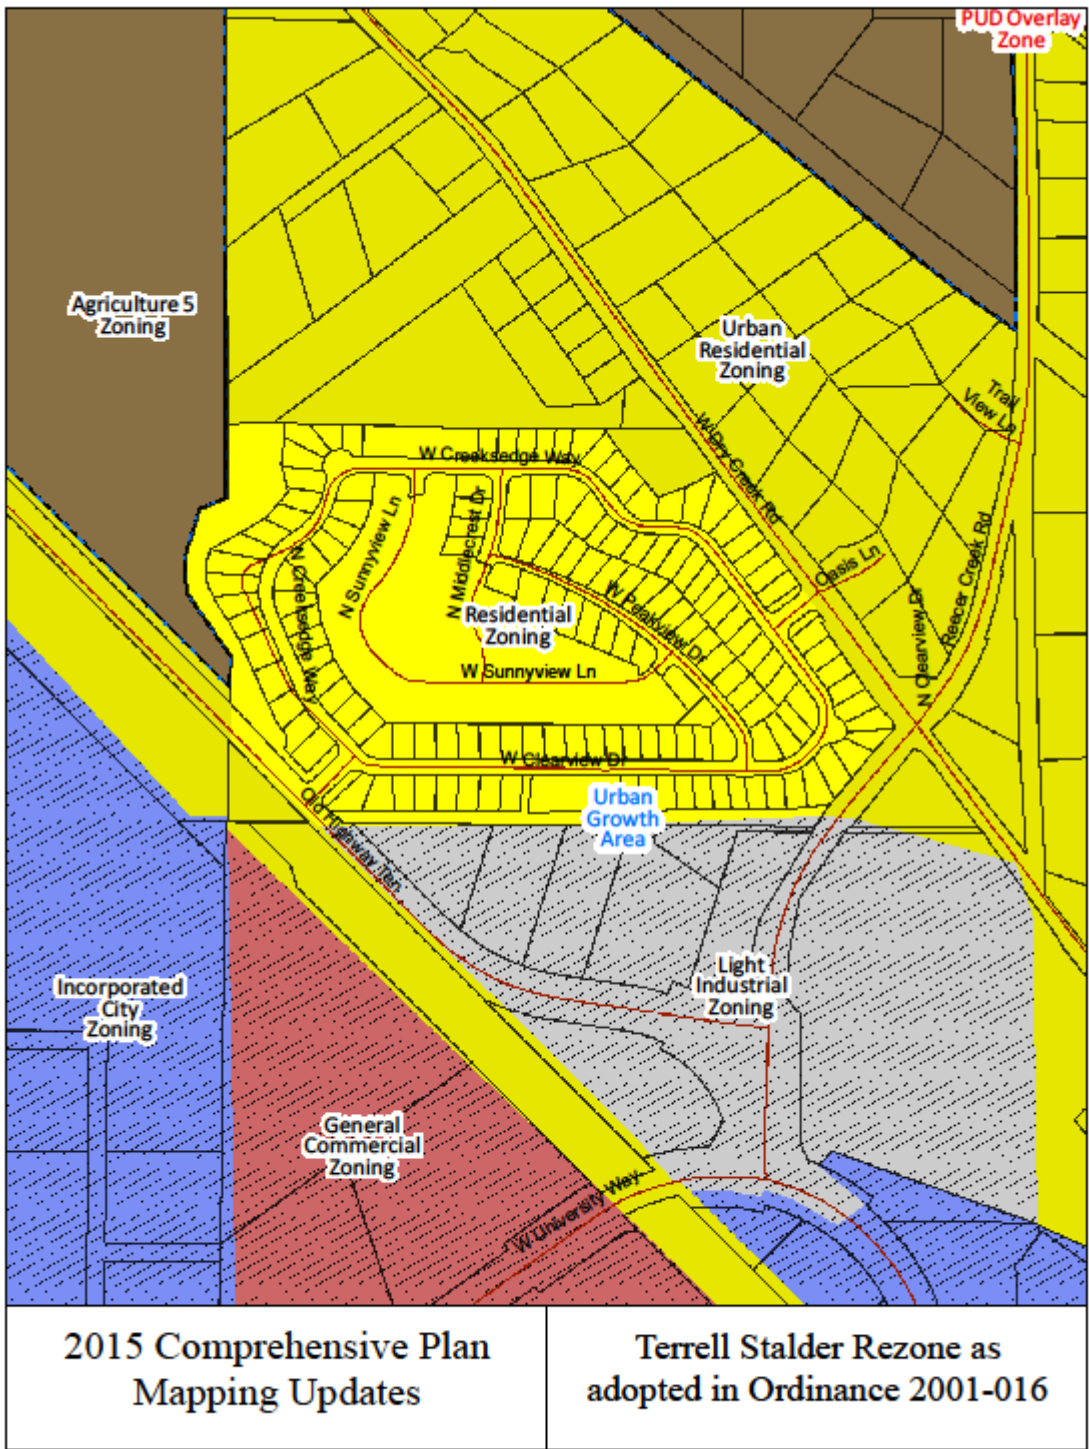 PUD Overlay
Zone
Agriculture 5
Zoning
Urban
Residential
Zoning
Trail
View Ln
W Dry Creek Rd
W Creeksedge Way
N Sunnyview Ln
N Middlecrest Dr
N Creeksedge Way
Oasis Ln
Reecer Creek Rd
N Clearview Dr
W Peakview Dr
Residential
Zoning
W Sunnyview Ln
W Clearview Dr
Urban
Growth
Area
Old Highway Ten
Incorporated
City
Zoning
Light
Industrial
Zoning
General
Commercial
Zoning
W University Way
2015 Comprehensive Plan
Mapping Updates
Terrell Stalder Rezone as
adopted in Ordinance 2001-016